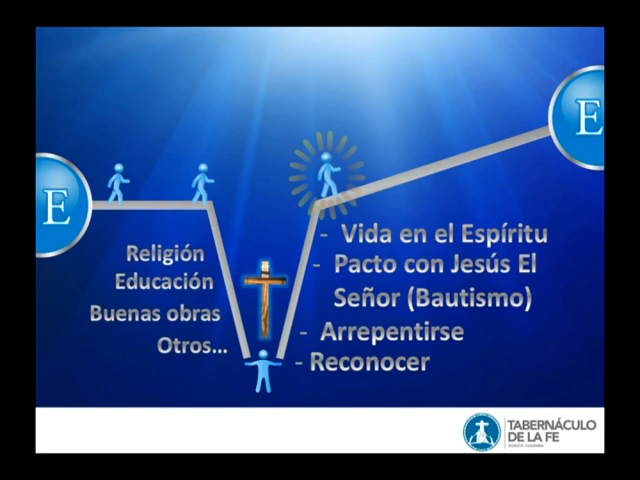 E
E
Religión
Educación
Buenas obras
Otros...
- Vida en el Espíritu
- Pacto con Jesús El
Señor (Bautismo)
- Arrepentirse
- Reconocer
TABERNÁCULO
DE LA FE